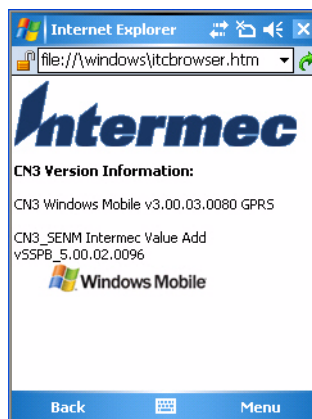 Internet Explorer
file://\windows\itcbrowser.htm
Intermec
CN3 Version Information:
CN3 Windows Mobile v3.00.03.0080 GPRS
CN3_SENM Intermec Value Add
vSSPB_5.00.02.0096
Windows Mobile
Back Menu